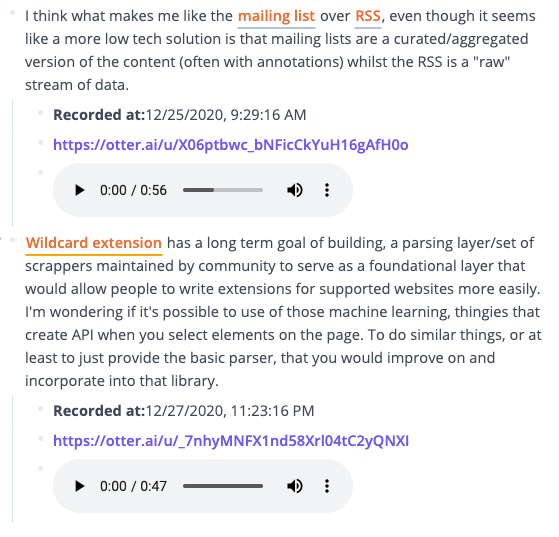 I think what makes me like the mailing list over RSS, even though it seems
like a more low tech solution is that mailing lists are a curated/aggregated
version of the content (often with annotations) whilst the RSS is a "raw"
stream of data.
Recorded at:12/25/2020, 9:29:16 AM
https://otter.ai/u/X06ptbwc_bNFicCkYuH16gAfH0o
0:00 / 0:56
Wildcard extension has a long term goal of building, a parsing layer/set of
scrappers maintained by community to serve as a foundational layer that
would allow people to write extensions for supported websites more easily.
I'm wondering if it's possible to use of those machine learning, thingies that
create API when you select elements on the page. To do similar things, or at
least to just provide the basic parser, that you would improve on and
incorporate into that library.
Recorded at:12/27/2020, 11:23:16 PM
https://otter.ai/u/_7nhyMNFX1nd58Xrl04tC2yQNXI
0:00 / 0:47